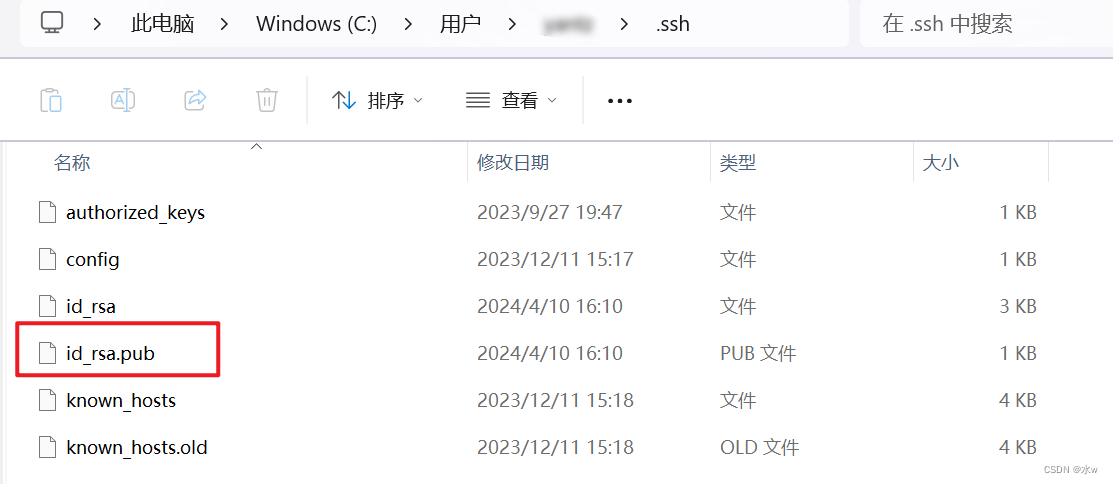 此电脑 Windows (C:) 用户 .ssh 在 .ssh 中搜索
排序 查看
名称 修改日期 类型 大小
authorized_keys 2023/9/27 19:47 文件 1 KB
config 2023/12/11 15:17 文件 1 KB
id_rsa 2024/4/10 16:10 文件 3 KB
id_rsa.pub 2024/4/10 16:10 PUB 文件 1 KB
known_hosts 2023/12/11 15:18 文件 4 KB
known_hosts.old 2023/12/11 15:18 OLD 文件 4 KB
CSDN @水w